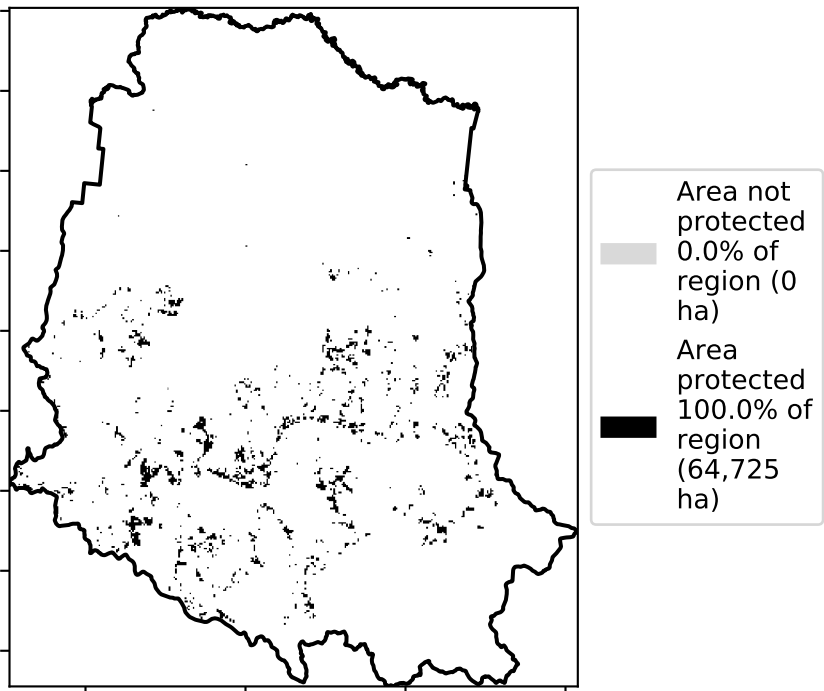 Area not
protected
0.0% of
region (0
ha)
Area
protected
100.0% of
region
(64,725
ha)